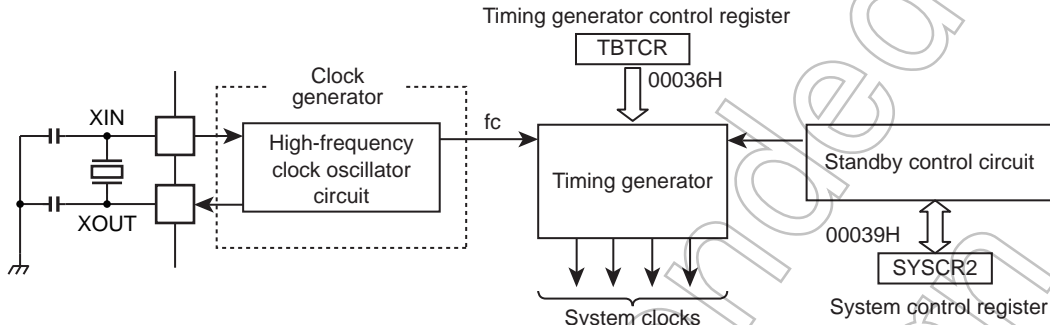 Timing generator control register
TBTCR
00036H
Clock
generator
XIN
High-frequency
clock oscillator
circuit
fc
Timing generator
Standby control circuit
XOUT
00039H
SYSCR2
System control register
System clocks